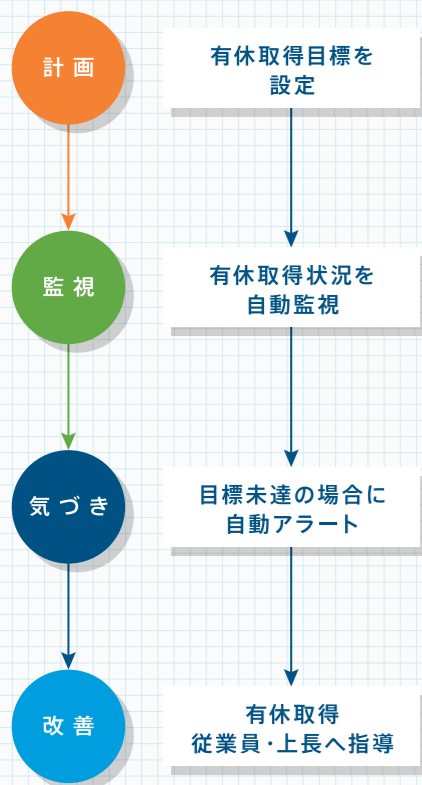 計画
有休取得目標を
設定
監視
有休取得状況を
自動監視
気づき
目標未達の場合に
自動アラート
改善
有休取得
従業員・上長へ指導